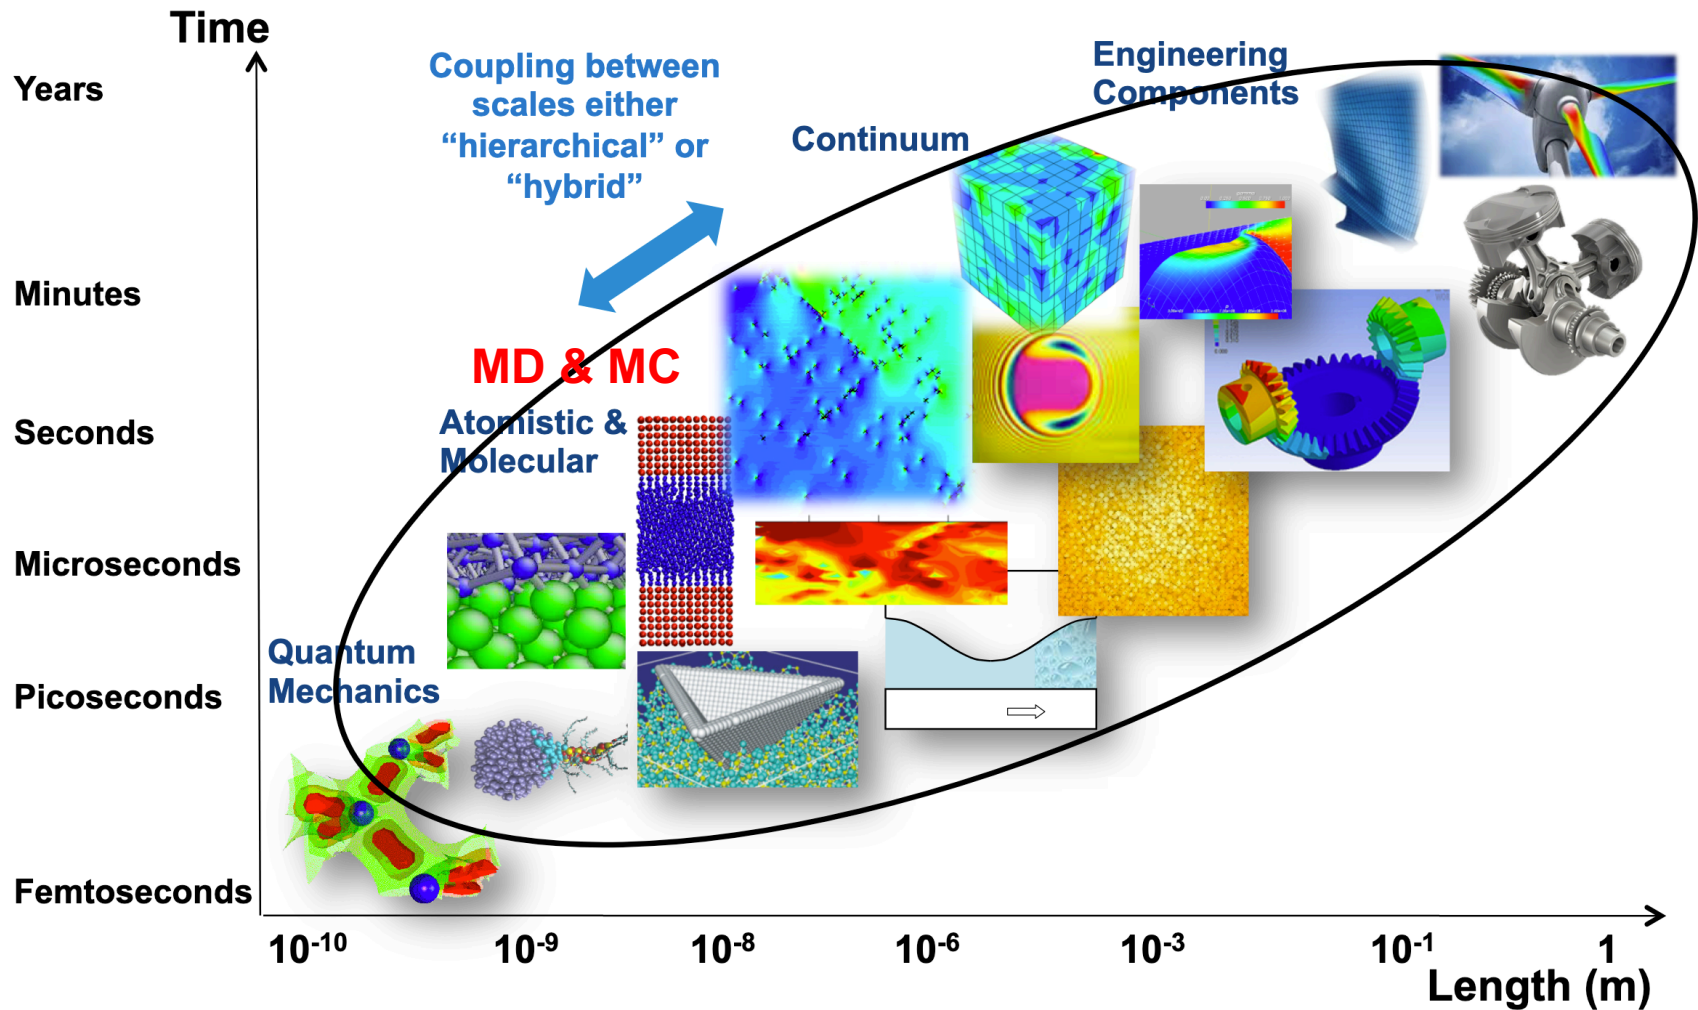 Time
Years
Minutes
Seconds
Microseconds
Picoseconds
Femtoseconds
Coupling between
scales either
“hierarchical” or
“hybrid”
Engineering
Components
Continuum
MD & MC
Atomistic &
Molecular
Quantum
Mechanics
10-10
10-9
10-8
10-6
10-3
10-1
1
Length (m)